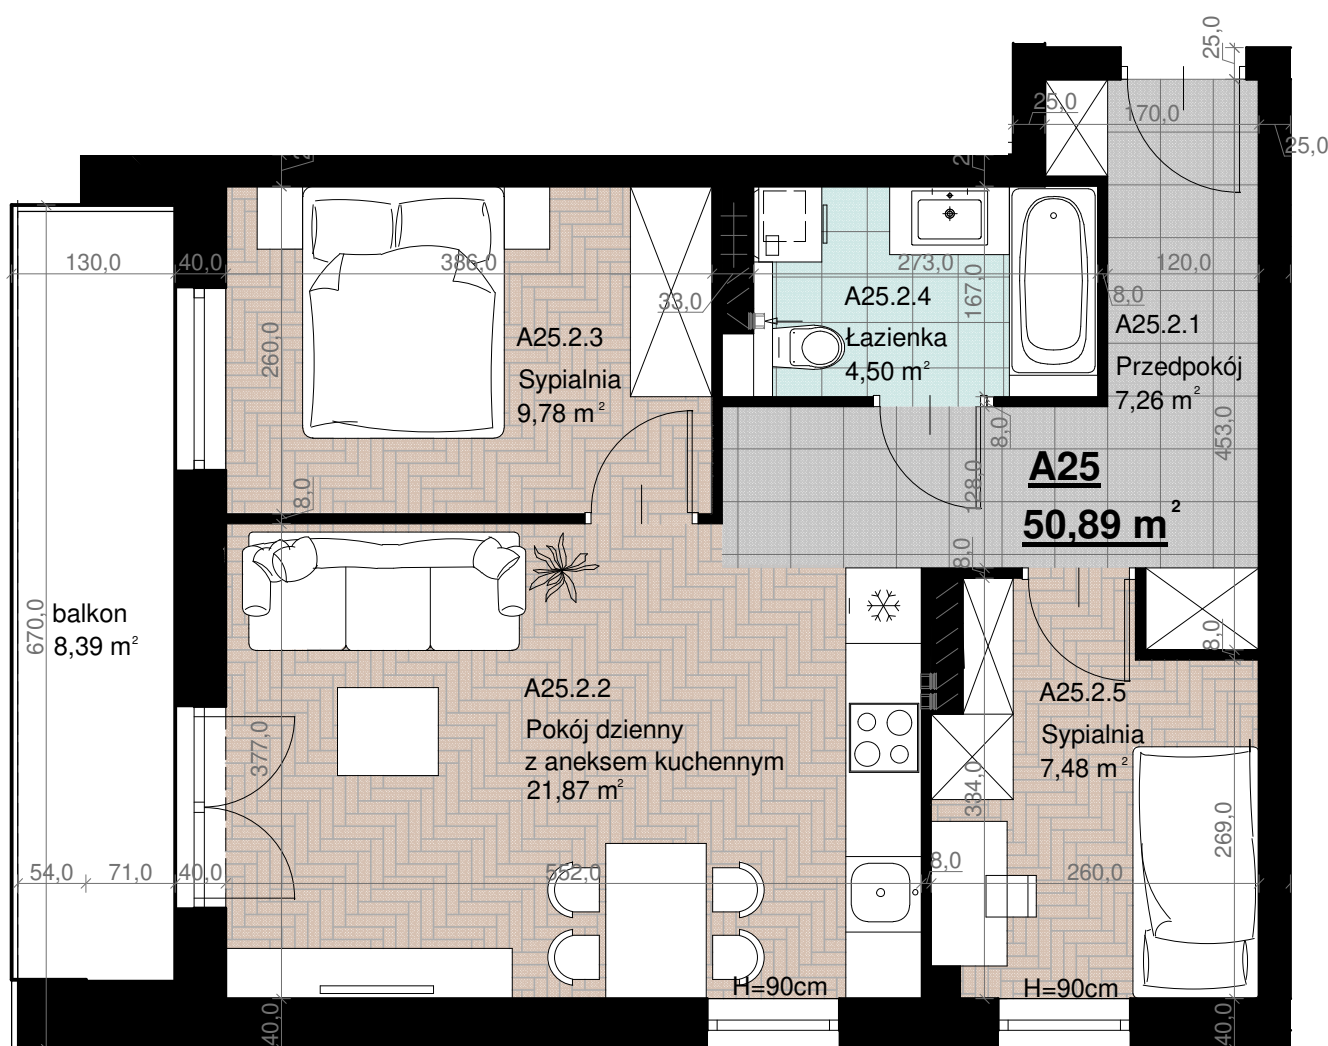 25,0
25,0
170,0
25,0
130,0
40,0
386,0
33,0
273,0
167,0
8,0
120,0
260,0
A25.2.3
Sypialnia
9,78 m²
A25.2.4
Łazienka
4,50 m²
A25.2.1
Przedpokój
7,26 m²
453,0
8,0
128,0
8,0
8,0
A25
50,89 m²
balkon
8,39 m²
670,0
377,0
A25.2.2
Pokój dzienny
z aneksem kuchennym
21,87 m²
8,0
A25.2.5
Sypialnia
7,48 m²
334,0
269,0
54,0
71,0
40,0
552,0
8,0
260,0
H=90cm
H=90cm
40,0
40,0